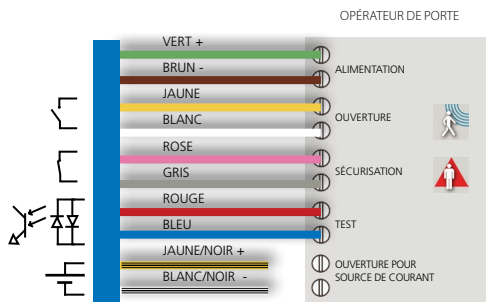 OPÉRATEUR DE PORTE
VERT +
BRUN -
ALIMENTATION
JAUNE
BLANC
OUVERTURE
ROSE
GRIS
SÉCURISATION
ROUGE
BLEU
TEST
JAUNE/NOIR +
BLANC/NOIR -
OUVERTURE POUR
SOURCE DE COURANT